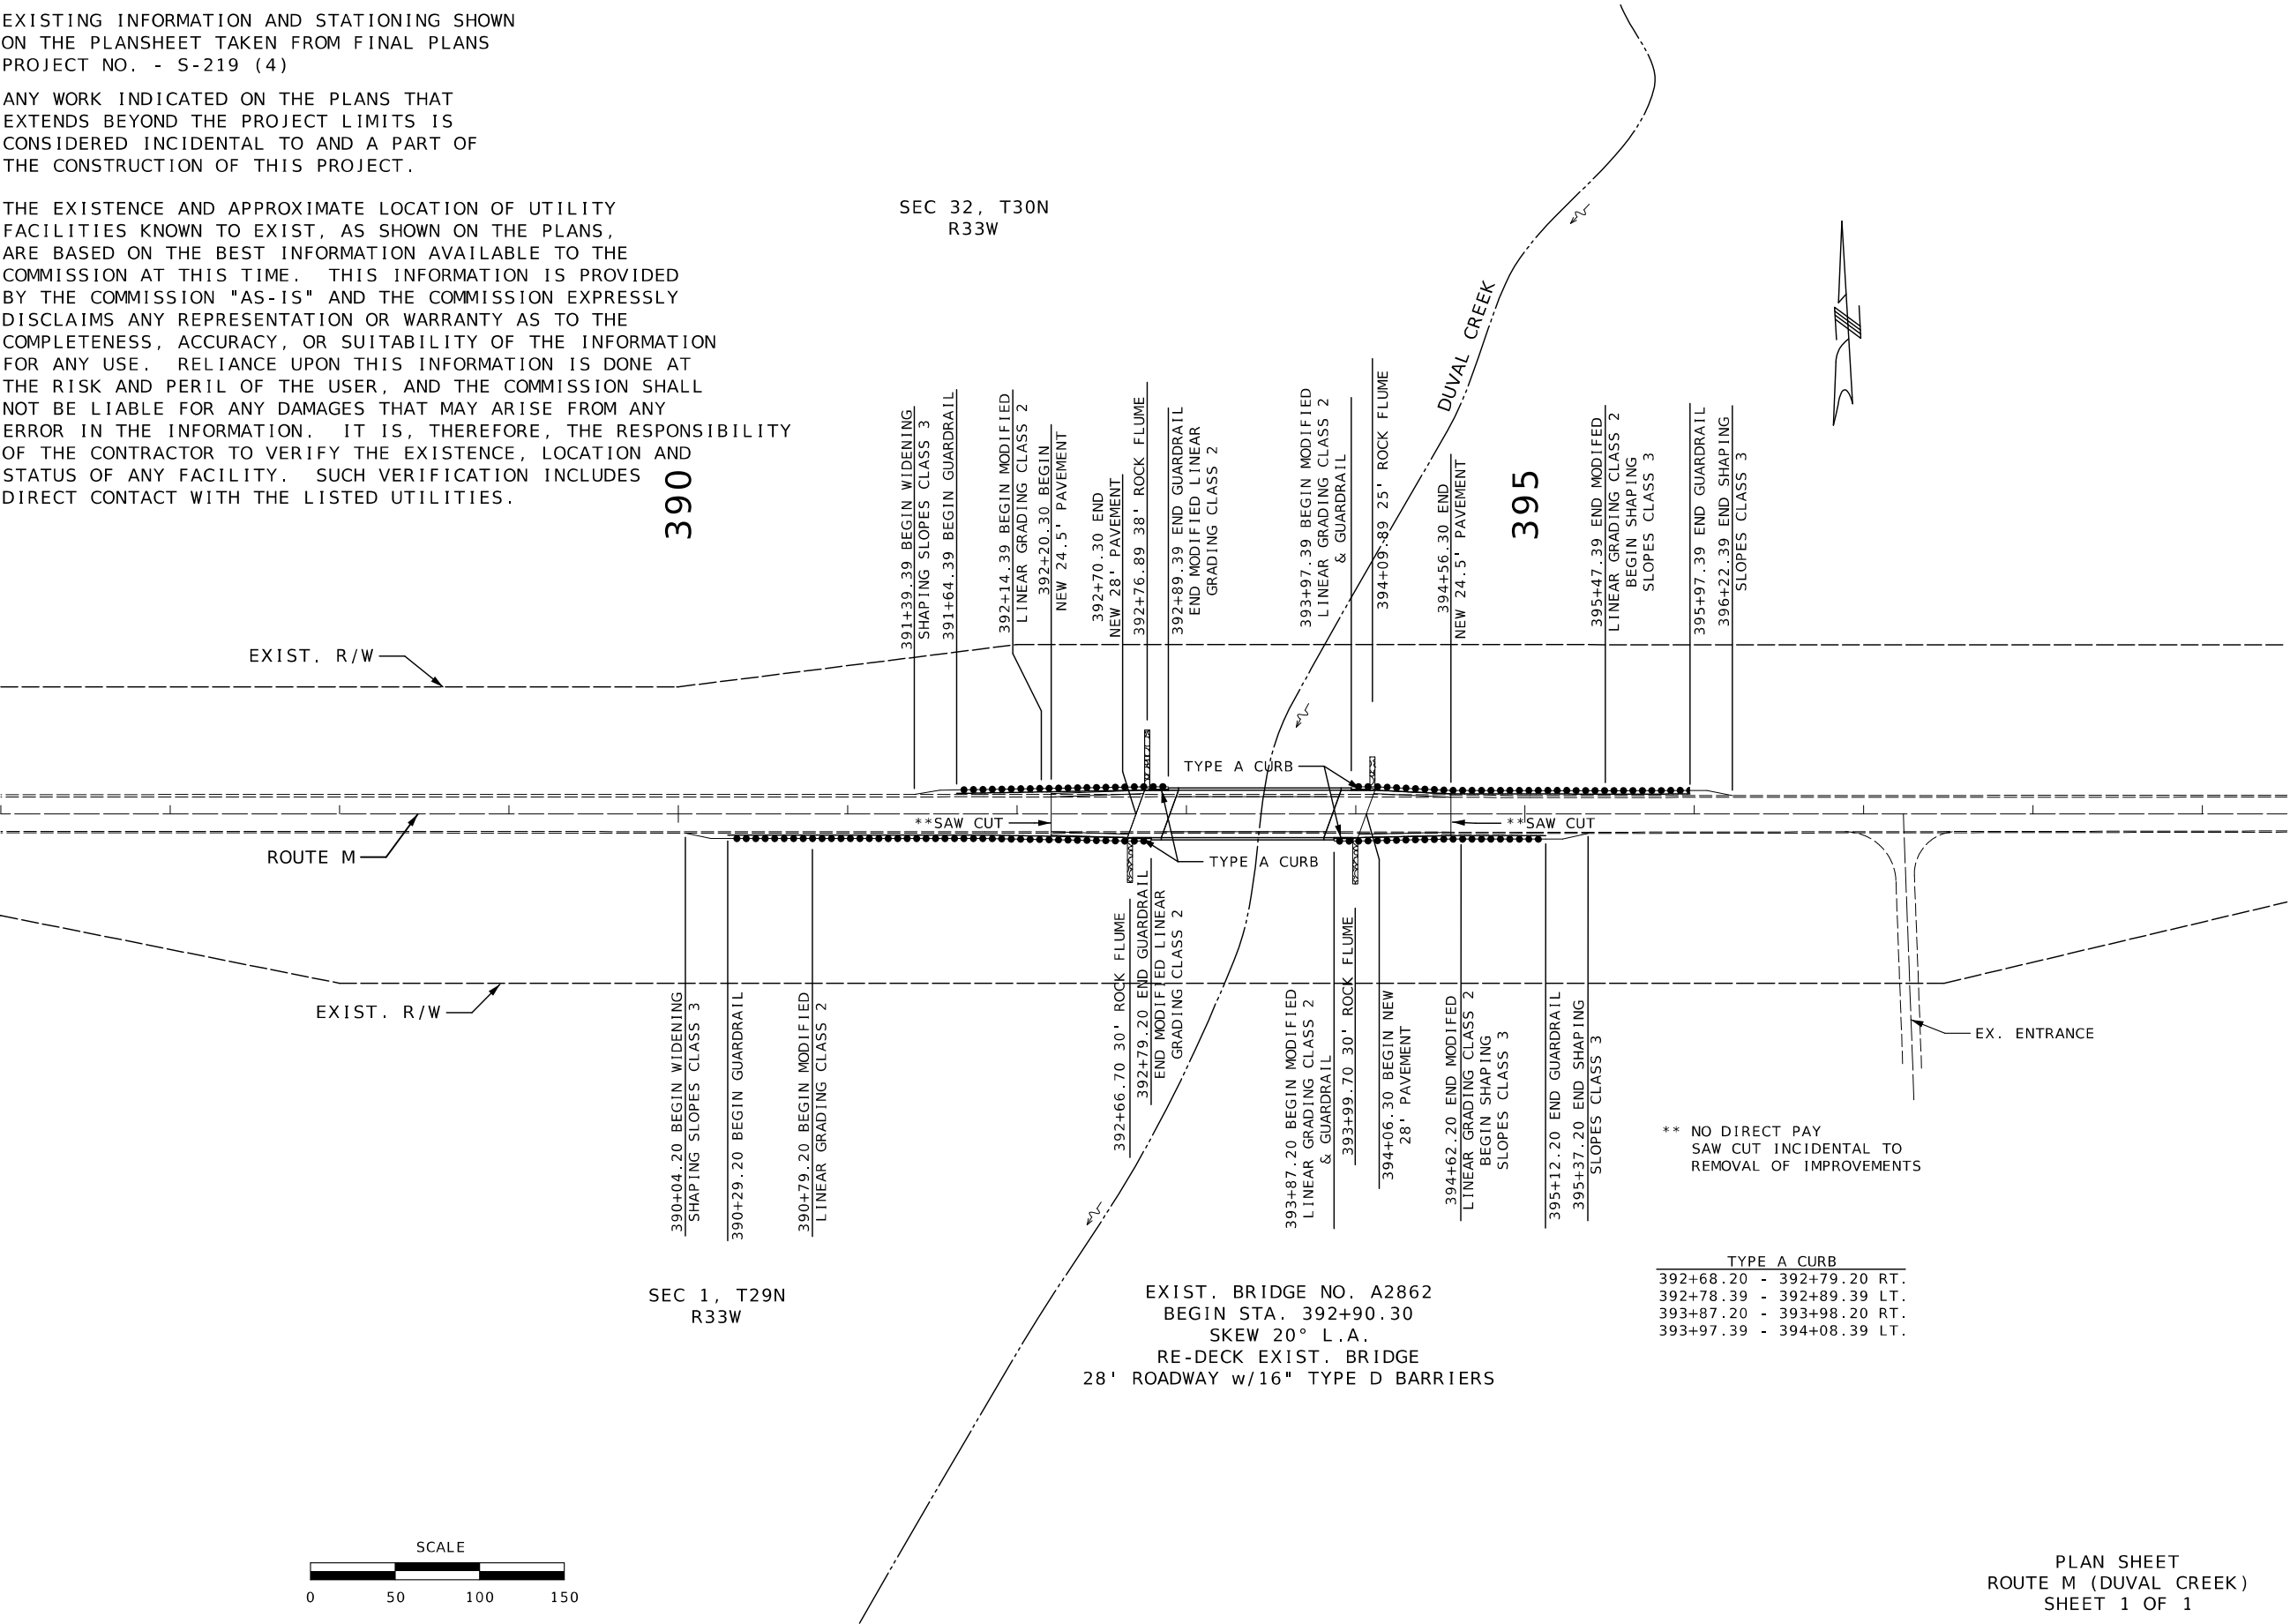 EXISTING INFORMATION AND STATIONING SHOWN
ON THE PLANSHEET TAKEN FROM FINAL PLANS
PROJECT NO. - S-219 (4)
ANY WORK INDICATED ON THE PLANS THAT
EXTENDS BEYOND THE PROJECT LIMITS IS
CONSIDERED INCIDENTAL TO AND A PART OF
THE CONSTRUCTION OF THIS PROJECT.
THE EXISTENCE AND APPROXIMATE LOCATION OF UTILITY
FACILITIES KNOWN TO EXIST, AS SHOWN ON THE PLANS,
ARE BASED ON THE BEST INFORMATION AVAILABLE TO THE
COMMISSION AT THIS TIME. THIS INFORMATION IS PROVIDED
BY THE COMMISSION "AS-IS" AND THE COMMISSION EXPRESSLY
DISCLAIMS ANY REPRESENTATION OR WARRANTY AS TO THE
COMPLETENESS, ACCURACY, OR SUITABILITY OF THE INFORMATION
FOR ANY USE. RELIANCE UPON THIS INFORMATION IS DONE AT
THE RISK AND PERIL OF THE USER, AND THE COMMISSION SHALL
NOT BE LIABLE FOR ANY DAMAGES THAT MAY ARISE FROM ANY
ERROR IN THE INFORMATION. IT IS, THEREFORE, THE RESPONSIBILITY
OF THE CONTRACTOR TO VERIFY THE EXISTENCE, LOCATION AND
STATUS OF ANY FACILITY. SUCH VERIFICATION INCLUDES
DIRECT CONTACT WITH THE LISTED UTILITIES.
SEC 32, T30N
R33W
DUVAL CREEK
390
391+39.39 BEGIN WIDENING
SHAPING SLOPES CLASS 3
391+64.39 BEGIN GUARDRAIL
392+14.39 BEGIN MODIFIED
LINEAR GRADING CLASS 2
392+20.30 BEGIN
NEW 24.5' PAVEMENT
392+70.30 END
NEW 28' PAVEMENT
392+76.89 38' ROCK FLUME
392+89.39 END GUARDRAIL
END MODIFIED LINEAR
GRADING CLASS 2
393+97.39 BEGIN MODIFIED
LINEAR GRADING CLASS 2
& GUARDRAIL
394+09.89 25' ROCK FLUME
394+56.30 END
NEW 24.5' PAVEMENT
395
395+47.39 END MODIFED
LINEAR GRADING CLASS 2
BEGIN SHAPING
SLOPES CLASS 3
395+97.39 END GUARDRAIL
396+22.39 END SHAPING
SLOPES CLASS 3
EXIST. R/W
TYPE A CURB
**SAW CUT
**SAW CUT
ROUTE M
TYPE A CURB
EXIST. R/W
390+04.20 BEGIN WIDENING
SHAPING SLOPES CLASS 3
390+29.20 BEGIN GUARDRAIL
390+79.20 BEGIN MODIFIED
LINEAR GRADING CLASS 2
392+66.70 30' ROCK FLUME
392+79.20 END GUARDRAIL
END MODIFIED LINEAR
GRADING CLASS 2
393+87.20 BEGIN MODIFIED
LINEAR GRADING CLASS 2
& GUARDRAIL
393+99.70 30' ROCK FLUME
394+06.30 BEGIN NEW
28' PAVEMENT
394+62.20 END MODIFED
LINEAR GRADING CLASS 2
BEGIN SHAPING
SLOPES CLASS 3
395+12.20 END GUARDRAIL
395+37.20 END SHAPING
SLOPES CLASS 3
EX. ENTRANCE
** NO DIRECT PAY
SAW CUT INCIDENTAL TO
REMOVAL OF IMPROVEMENTS
TYPE A CURB
392+68.20 - 392+79.20 RT.
392+78.39 - 392+89.39 LT.
393+87.20 - 393+98.20 RT.
393+97.39 - 394+08.39 LT.
SEC 1, T29N
R33W
EXIST. BRIDGE NO. A2862
BEGIN STA. 392+90.30
SKEW 20° L.A.
RE-DECK EXIST. BRIDGE
28' ROADWAY w/16" TYPE D BARRIERS
SCALE
0 50 100 150
PLAN SHEET
ROUTE M (DUVAL CREEK)
SHEET 1 OF 1